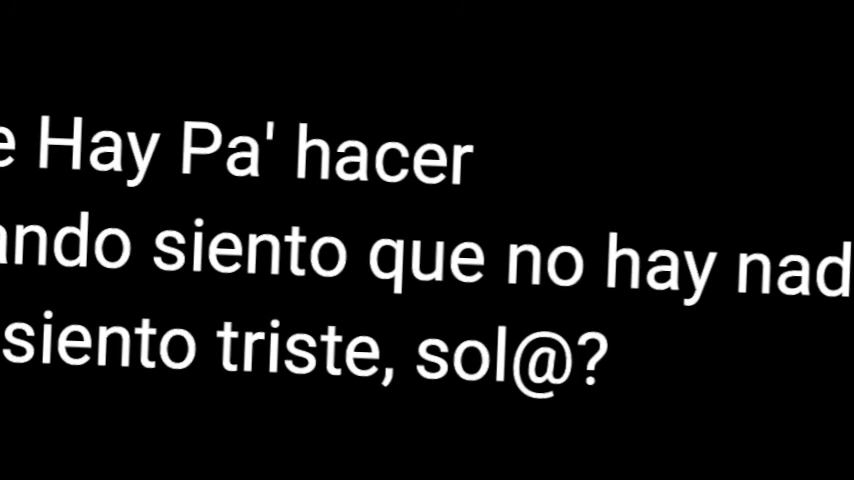 e Hay Pa' hacer
ando siento que no hay nad
siento triste, sol@?